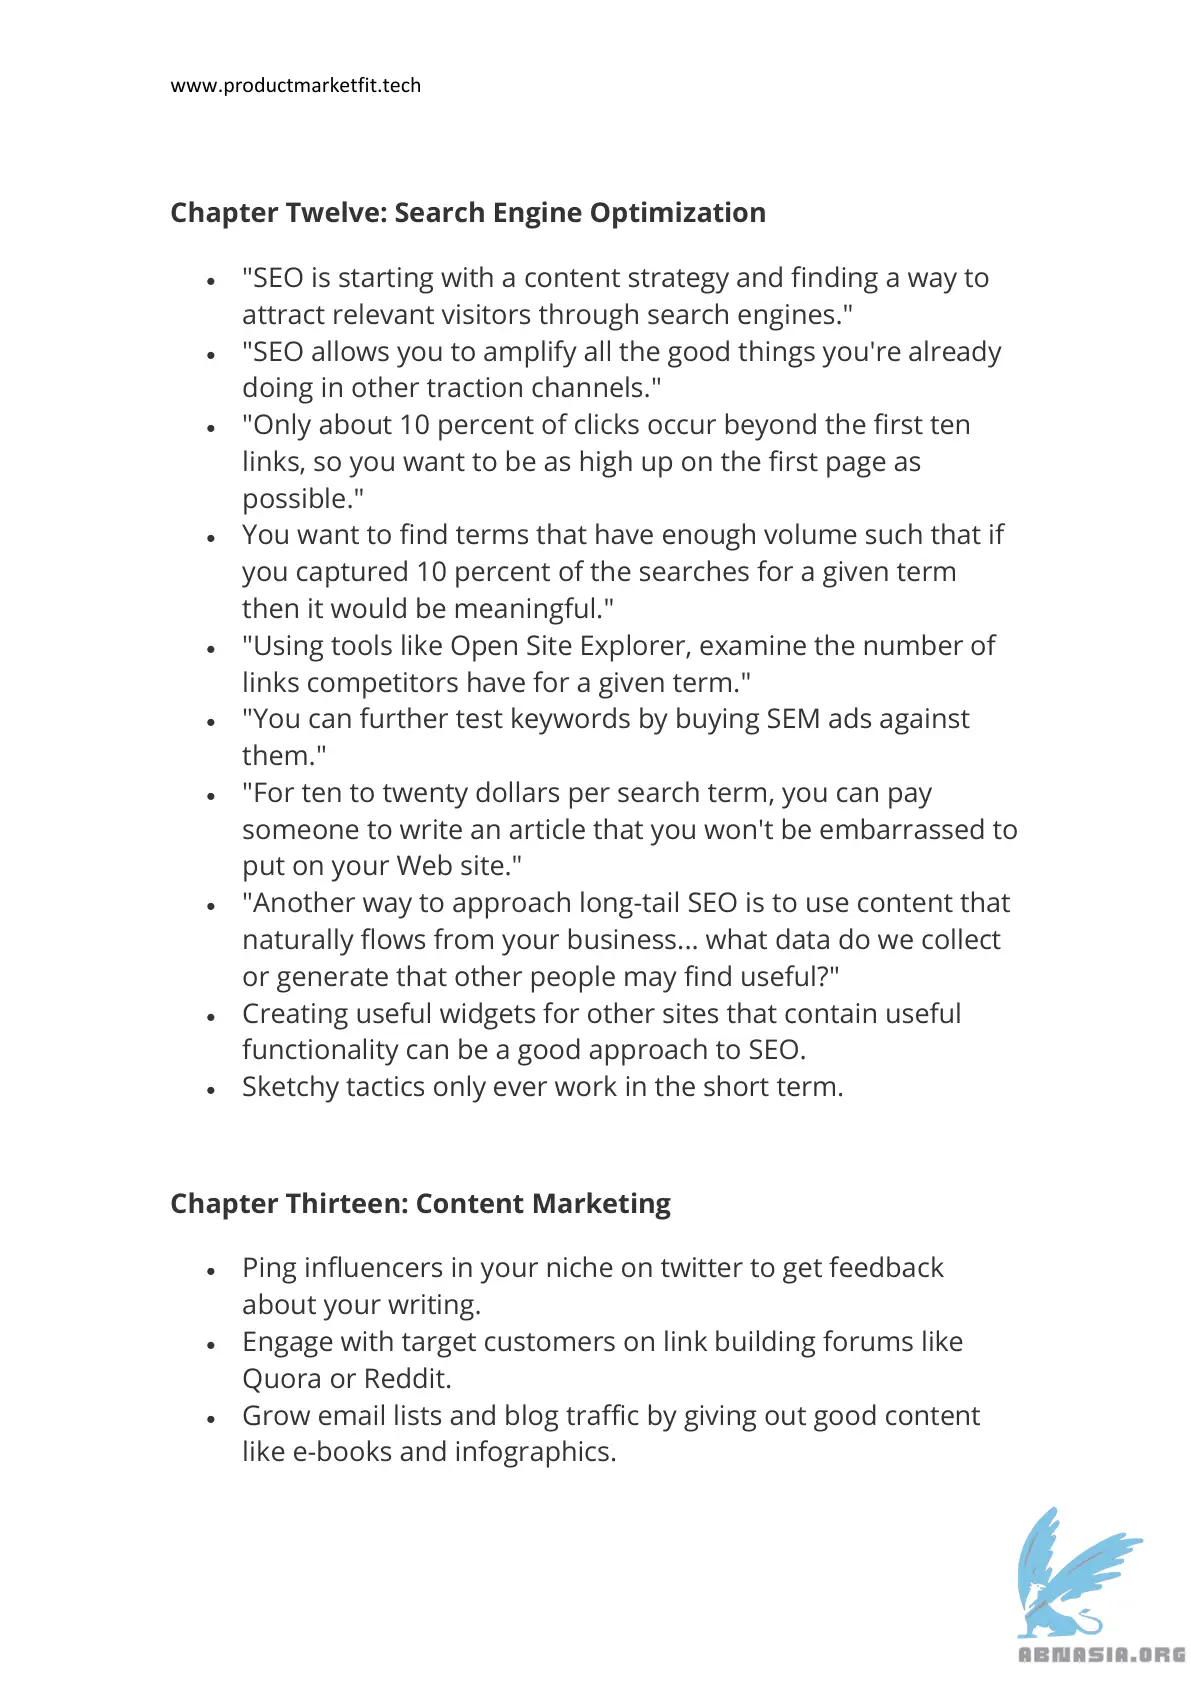 www.productmarketfit.tech
Chapter Twelve: Search Engine Optimization
• "SEO is starting with a content strategy and finding a way to
attract relevant visitors through search engines."
• "SEO allows you to amplify all the good things you're already
doing in other traction channels."
• "Only about 10 percent of clicks occur beyond the first ten
links, so you want to be as high up on the first page as
possible."
• You want to find terms that have enough volume such that if
you captured 10 percent of the searches for a given term
then it would be meaningful."
• "Using tools like Open Site Explorer, examine the number of
links competitors have for a given term."
• "You can further test keywords by buying SEM ads against
them."
• "For ten to twenty dollars per search term, you can pay
someone to write an article that you won't be embarrassed to
put on your Web site."
• "Another way to approach long-tail SEO is to use content that
naturally flows from your business... what data do we collect
or generate that other people may find useful?"
• Creating useful widgets for other sites that contain useful
functionality can be a good approach to SEO.
• Sketchy tactics only ever work in the short term.
Chapter Thirteen: Content Marketing
• Ping influencers in your niche on twitter to get feedback
about your writing.
• Engage with target customers on link building forums like
Quora or Reddit.
• Grow email lists and blog traffic by giving out good content
like e-books and infographics.
ABNASIA.ORG